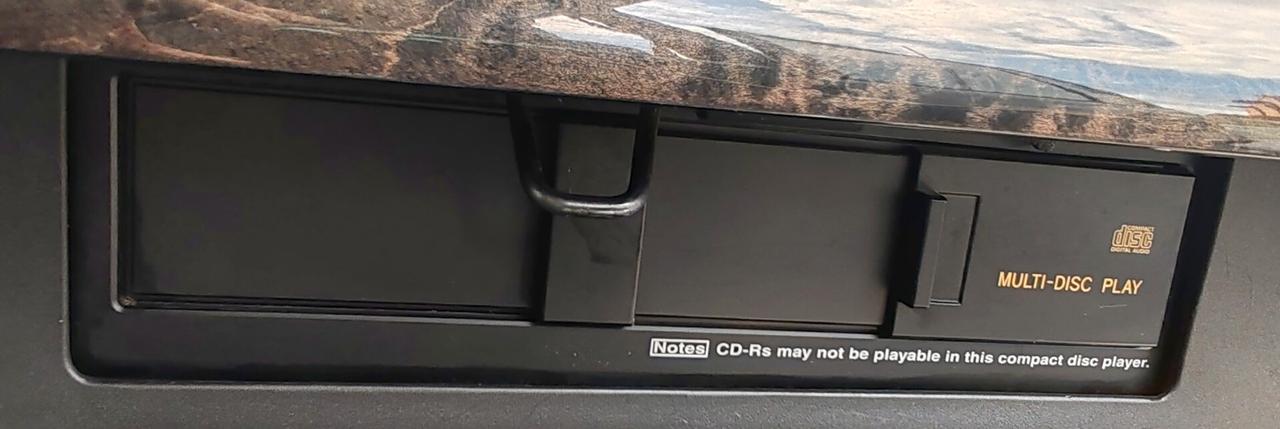 COMPACT
disc
DIGITAL AUDIO
MULTI-DISC PLAY
Notes CD-Rs may not be playable in this compact disc player.